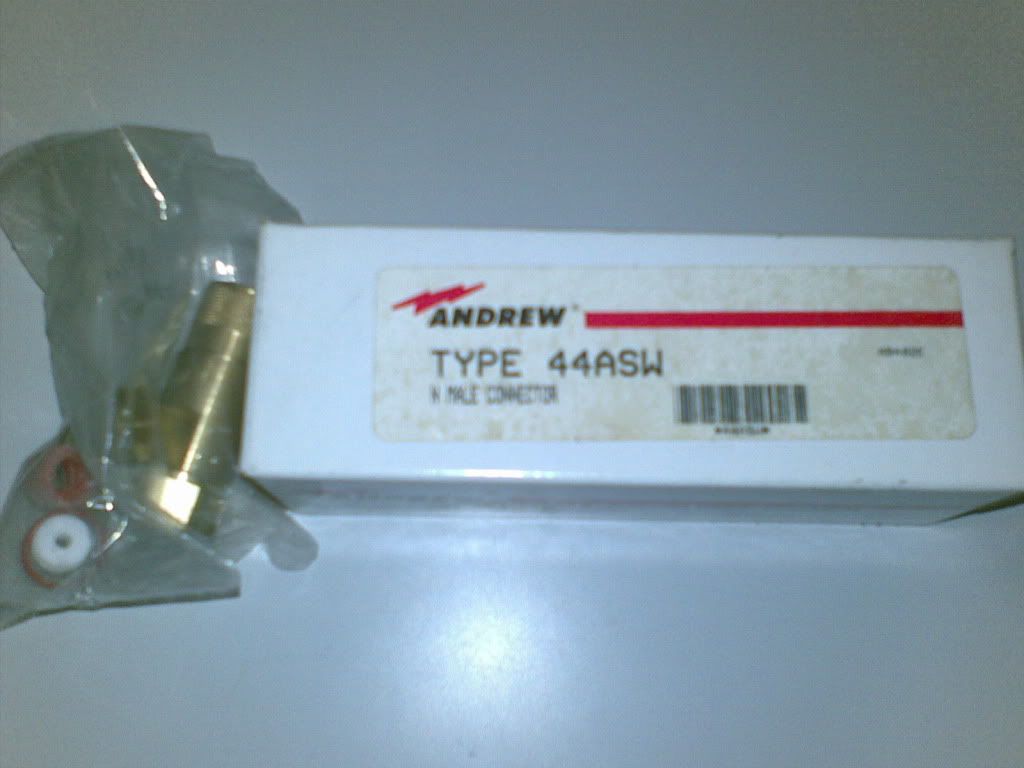 ANDREW
TYPE 44ASW
N MALE CONNECTOR